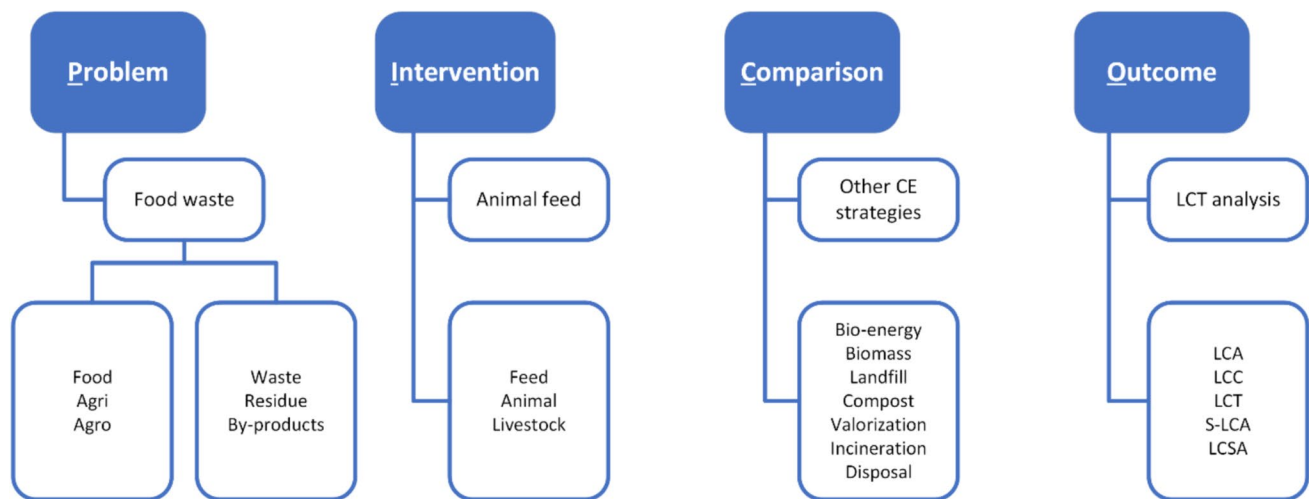 Problem
Intervention
Comparison
Outcome
Food waste
Animal feed
Other CE
strategies
LCT analysis
Food
Agri
Agro
Waste
Residue
By-products
Feed
Animal
Livestock
Bio-energy
Biomass
Landfill
Compost
Valorization
Incineration
Disposal
LCA
LCC
LCT
S-LCA
LCSA